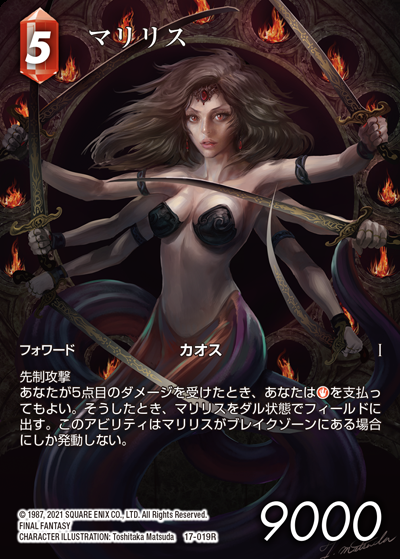 5
マリリス
フォワード カオス I
先制攻撃
あなたが5点目のダメージを受けたとき、あなたは を支払っ
てもよい。そうしたとき、マリリスをダル状態でフィールドに
出す。このアビリティはマリリスがブレイクゾーンにある場合
にしか発動しない。
© 1987, 2021 SQUARE ENIX CO., LTD. All Rights Reserved.
FINAL FANTASY
CHARACTER ILLUSTRATION: Toshitaka Matsuda 17-019R
9000